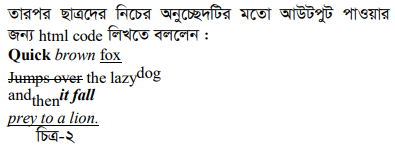 তারপর ছাত্রদের নিচের অনুচ্ছেদটির মতো আউটপুট পাওয়ার
জন্য html code লিখতে বললেন :
Quick brown fox
Jumps over the lazydog
andthenit fall
prey to a lion.
চিত্র-২